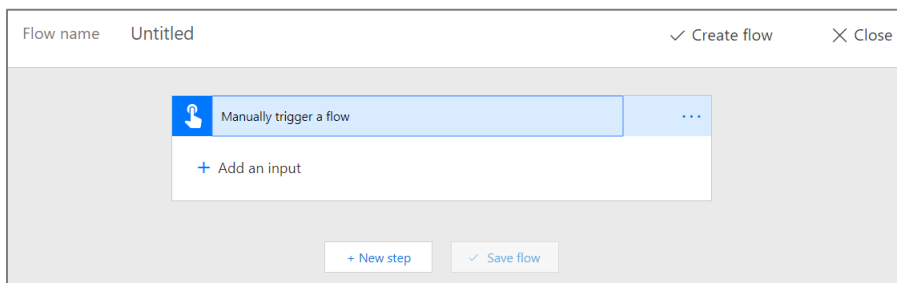 Flow name Untitled Create flow Close
Manually trigger a flow
Add an input
+ New step Save flow